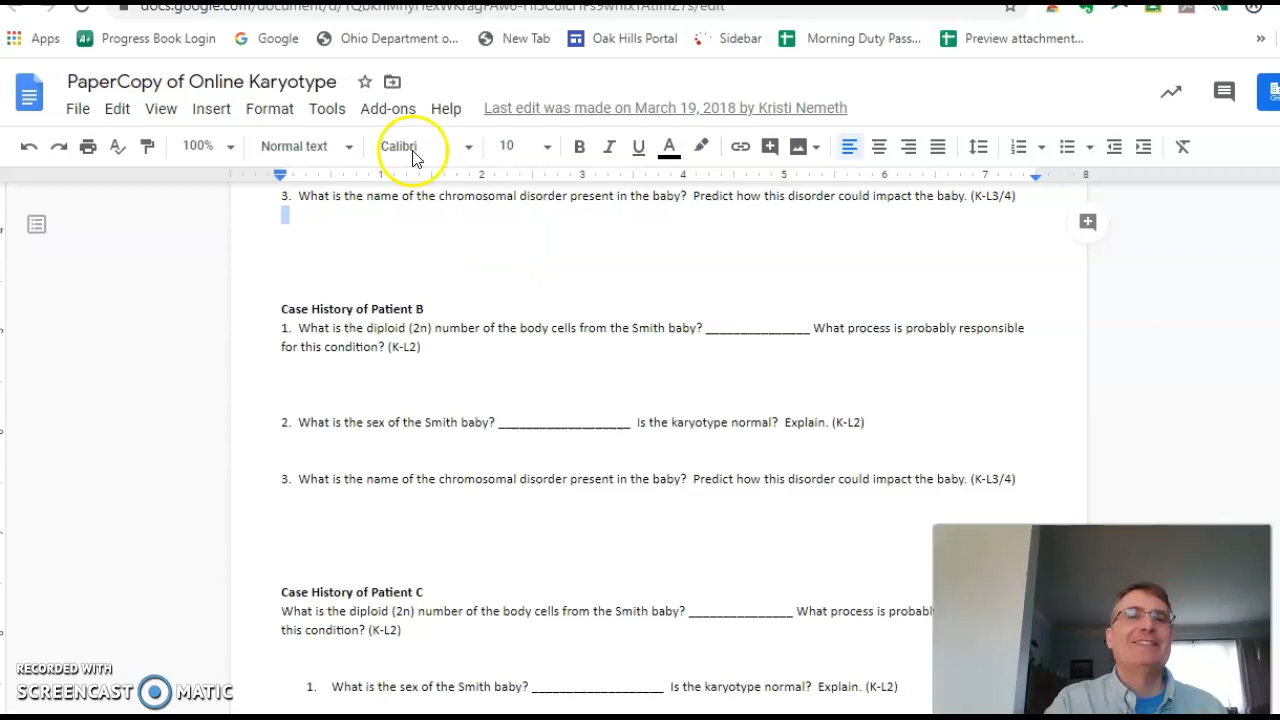 Apps Progress Book Login Google Ohio Department o... New Tab Oak Hills Portal Sidebar Morning Duty Pass... Preview attachment... »
PaperCopy of Online Karyotype
File Edit View Insert Format Tools Add-ons Help Last edit was made on March 19, 2018 by Kristi Nemeth
100% Normal text Calibri 10 B I U A
1 2 3 4 5 6 7 8
3. What is the name of the chromosomal disorder present in the baby? Predict how this disorder could impact the baby. (K-L3/4)
Case History of Patient B
1. What is the diploid (2n) number of the body cells from the Smith baby? _______________ What process is probably responsible
for this condition? (K-L2)
2. What is the sex of the Smith baby? ___________________ Is the karyotype normal? Explain. (K-L2)
3. What is the name of the chromosomal disorder present in the baby? Predict how this disorder could impact the baby. (K-L3/4)
Case History of Patient C
What is the diploid (2n) number of the body cells from the Smith baby? _______________ What process is probabl
this condition? (K-L2)
1. What is the sex of the Smith baby? ___________________ Is the karyotype normal? Explain. (K-L2)
RECORDED WITH
SCREENCAST MATIC